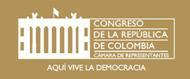 CONGRESO
DE LA REPÚBLICA
DE COLOMBIA
CÁMARA DE REPRESENTANTES
AQUÍ VIVE LA DEMOCRACIA